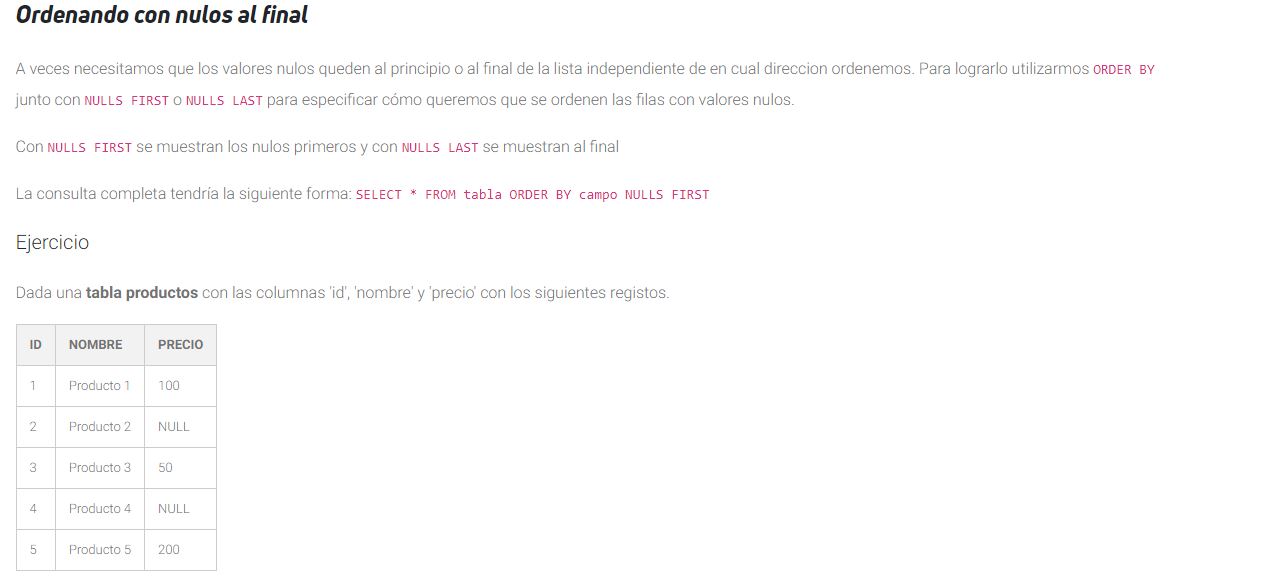 Ordenando con nulos al final
A veces necesitamos que los valores nulos queden al principio o al final de la lista independiente de en cual direccion ordenemos. Para lograrlo utilizarmos ORDER BY
junto con NULLS FIRST o NULLS LAST para especificar cómo queremos que se ordenen las filas con valores nulos.
Con NULLS FIRST se muestran los nulos primeros y con NULLS LAST se muestran al final
La consulta completa tendría la siguiente forma: SELECT * FROM tabla ORDER BY campo NULLS FIRST
Ejercicio
Dada una tabla productos con las columnas 'id', 'nombre' y 'precio' con los siguientes registos.
ID NOMBRE PRECIO
1 Producto 1 100
2 Producto 2 NULL
3 Producto 3 50
4 Producto 4 NULL
5 Producto 5 200